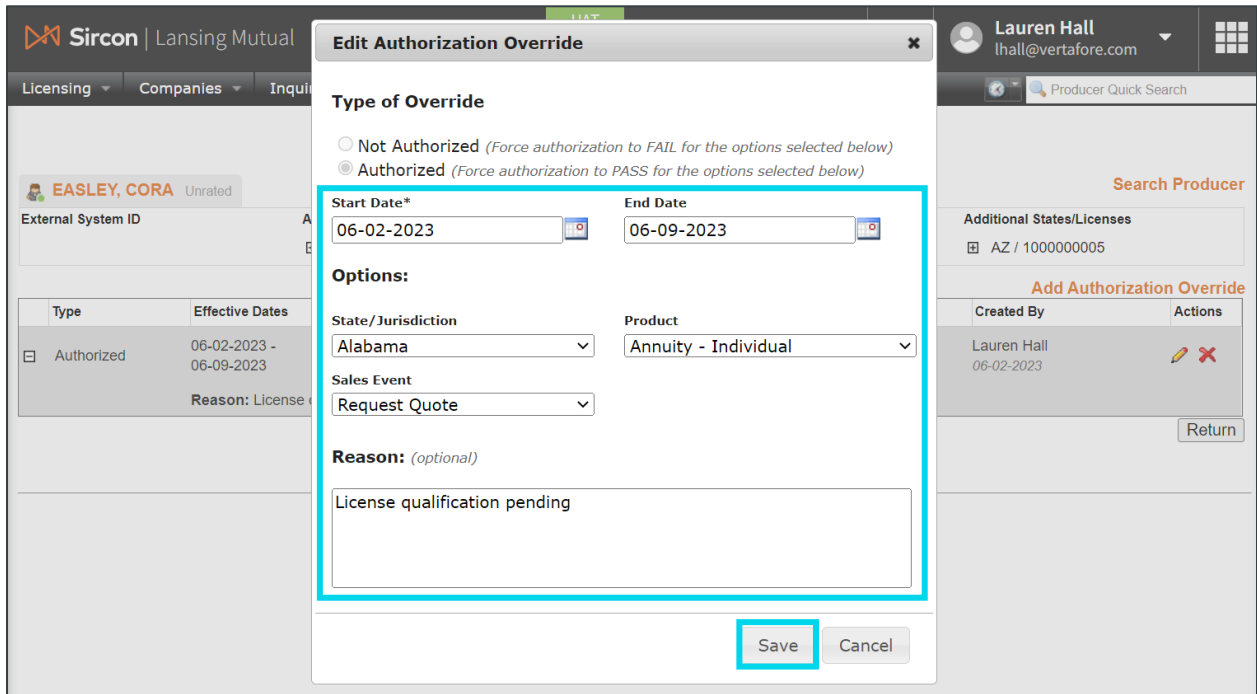 UAT
Sircon | Lansing Mutual
Lauren Hall
lhall@vertafore.com
Licensing Companies
Producer Quick Search
Edit Authorization Override
Type of Override
Not Authorized (Force authorization to FAIL for the options selected below)
Authorized (Force authorization to PASS for the options selected below)
EASLEY, CORA Unrated
Search Producer
External System ID
Start Date* End Date
Additional States/Licenses
06-02-2023 06-09-2023
AZ / 1000000005
Options:
Add Authorization Override
Type Effective Dates
State/Jurisdiction Product
Created By Actions
Authorized 06-02-2023 -
06-09-2023
Alabama Annuity - Individual
Lauren Hall
06-02-2023
Sales Event
Reason: License
Request Quote
Return
Reason: (optional)
License qualification pending
Save Cancel